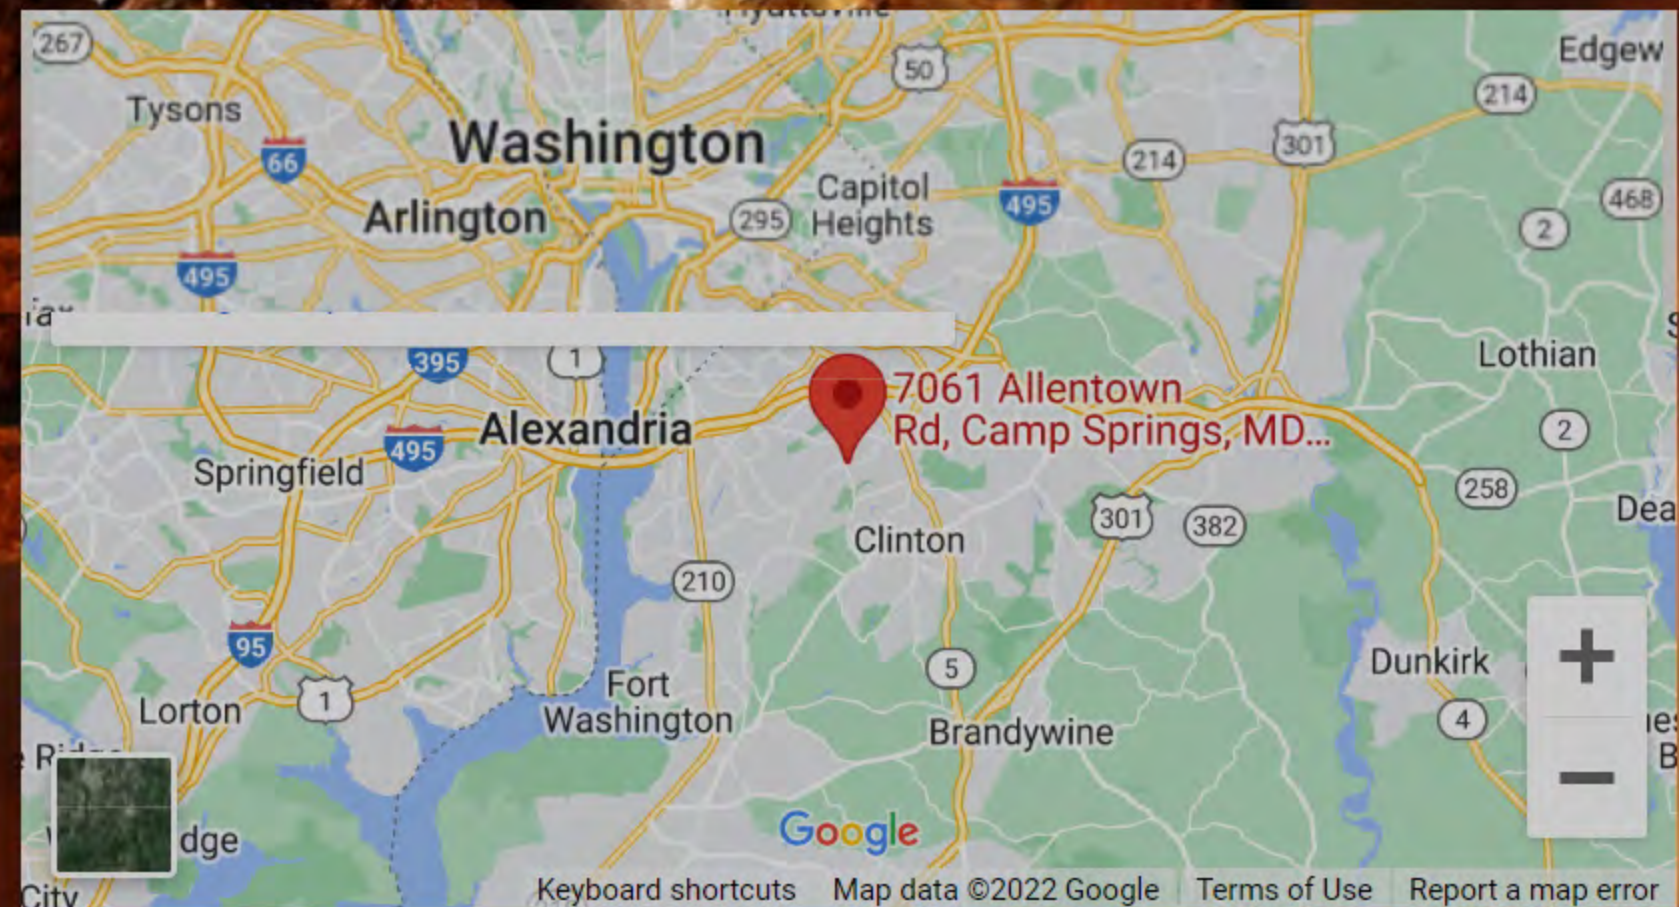 267
Edgew
50
214
Tysons
Washington
66
214
301
Capitol
Heights
495
468
Arlington
295
2
495
395
1
Lothian
7061 Allentown
Rd, Camp Springs, MD...
Alexandria
2
495
Springfield
258
301
382
Dea
Clinton
210
95
5
Dunkirk
Fort
Washington
1
Lorton
4
Brandywine
dge
Google
City
Keyboard shortcuts
Map data ©2022 Google
Terms of Use
Report a map error